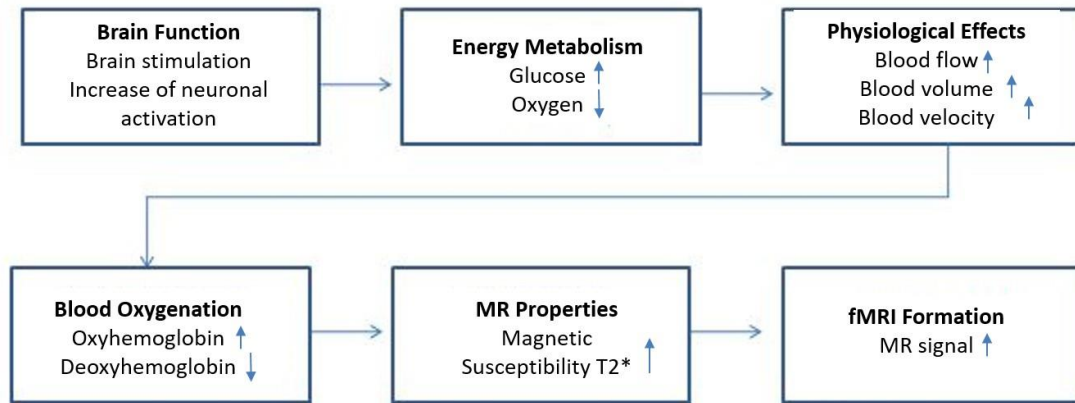 Brain Function
Brain stimulation
Increase of neuronal
activation
Energy Metabolism
Glucose
Oxygen
Physiological Effects
Blood flow
Blood volume
Blood velocity
Blood Oxygenation
Oxyhemoglobin
Deoxyhemoglobin
MR Properties
Magnetic
Susceptibility T2*
fMRI Formation
MR signal